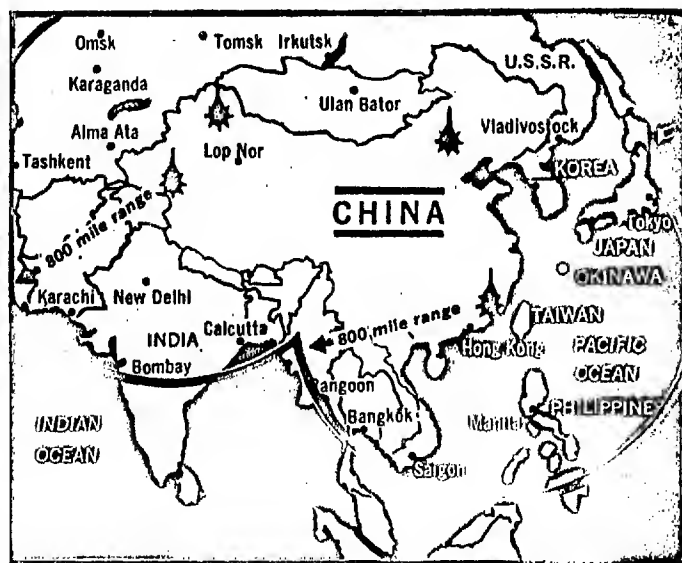 Omsk
Tomsk
Irkutsk
U.S.S.R.
Karaganda
Ulan Bator
Alma Ata
Vladivostock
Lop Nor
Tashkent
KOREA
800 mile range
CHINA
Tokyo
JAPAN
OKINAWA
Karachi
New Delhi
INDIA
Calcutta
800 mile range
TAIWAN
Hong Kong
PACIFIC
OCEAN
Bombay
Rangoon
Bangkok
Manila
PHILIPPINE
INDIAN
OCEAN
Saigon